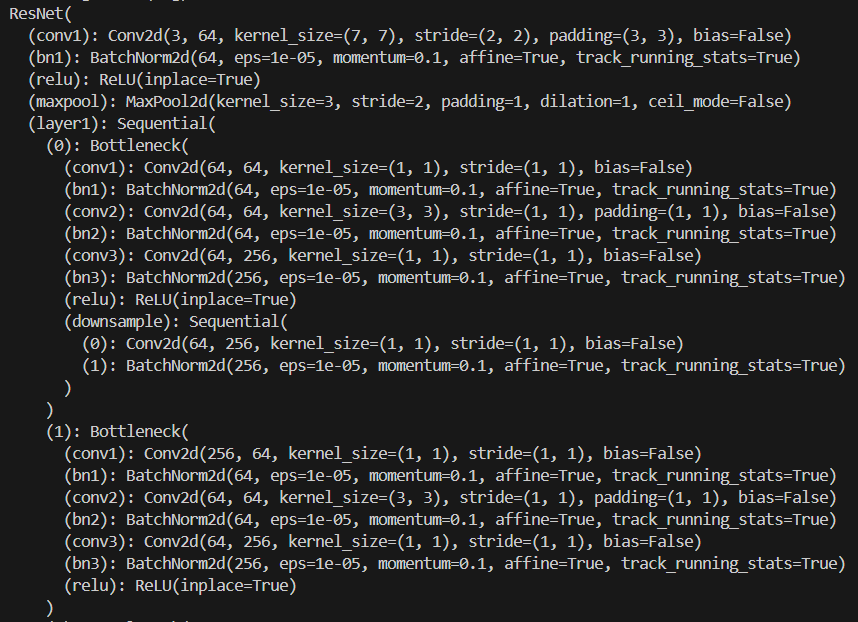 ResNet(
  (conv1): Conv2d(3, 64, kernel_size=(7, 7), stride=(2, 2), padding=(3, 3), bias=False)
  (bn1): BatchNorm2d(64, eps=1e-05, momentum=0.1, affine=True, track_running_stats=True)
  (relu): ReLU(inplace=True)
  (maxpool): MaxPool2d(kernel_size=3, stride=2, padding=1, dilation=1, ceil_mode=False)
  (layer1): Sequential(
    (0): Bottleneck(
      (conv1): Conv2d(64, 64, kernel_size=(1, 1), stride=(1, 1), bias=False)
      (bn1): BatchNorm2d(64, eps=1e-05, momentum=0.1, affine=True, track_running_stats=True)
      (conv2): Conv2d(64, 64, kernel_size=(3, 3), stride=(1, 1), padding=(1, 1), bias=False)
      (bn2): BatchNorm2d(64, eps=1e-05, momentum=0.1, affine=True, track_running_stats=True)
      (conv3): Conv2d(64, 256, kernel_size=(1, 1), stride=(1, 1), bias=False)
      (bn3): BatchNorm2d(256, eps=1e-05, momentum=0.1, affine=True, track_running_stats=True)
      (relu): ReLU(inplace=True)
      (downsample): Sequential(
        (0): Conv2d(64, 256, kernel_size=(1, 1), stride=(1, 1), bias=False)
        (1): BatchNorm2d(256, eps=1e-05, momentum=0.1, affine=True, track_running_stats=True)
      )
    )
    (1): Bottleneck(
      (conv1): Conv2d(256, 64, kernel_size=(1, 1), stride=(1, 1), bias=False)
      (bn1): BatchNorm2d(64, eps=1e-05, momentum=0.1, affine=True, track_running_stats=True)
      (conv2): Conv2d(64, 64, kernel_size=(3, 3), stride=(1, 1), padding=(1, 1), bias=False)
      (bn2): BatchNorm2d(64, eps=1e-05, momentum=0.1, affine=True, track_running_stats=True)
      (conv3): Conv2d(64, 256, kernel_size=(1, 1), stride=(1, 1), bias=False)
      (bn3): BatchNorm2d(256, eps=1e-05, momentum=0.1, affine=True, track_running_stats=True)
      (relu): ReLU(inplace=True)
    )